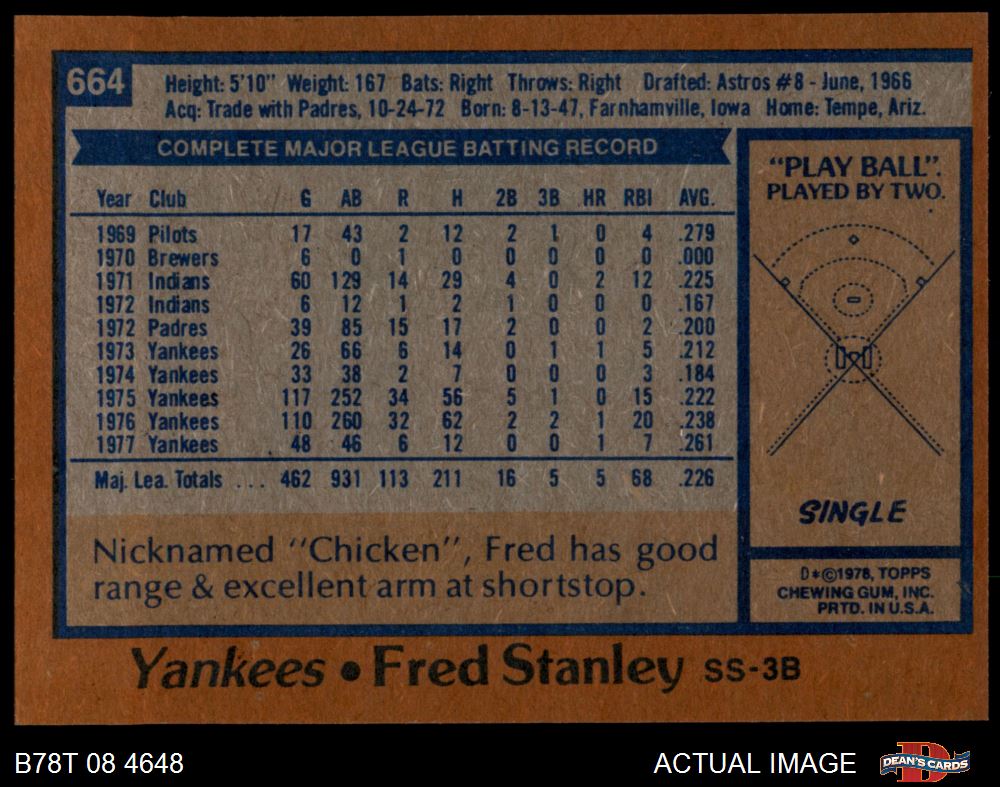 664
Height: 5'10" Weight: 167 Bats: Right Throws: Right Drafted: Astros #8 - June, 1966
Acq: Trade with Padres, 10-24-72 Born: 8-13-47, Farnhamville, Iowa Home: Tempe, Ariz.
COMPLETE MAJOR LEAGUE BATTING RECORD
Year Club G AB R H 2B 3B HR RBI AVG.
1969 Pilots 17 43 2 12 2 1 0 4 .279
1970 Brewers 6 0 1 0 0 0 0 0 .000
1971 Indians 60 129 14 29 4 0 2 12 .225
1972 Indians 6 12 1 2 1 0 0 0 .167
1972 Padres 39 85 15 17 2 0 0 2 .200
1973 Yankees 26 66 6 14 0 1 1 5 .212
1974 Yankees 33 38 2 7 0 0 0 3 .184
1975 Yankees 117 252 34 56 5 1 0 15 .222
1976 Yankees 110 260 32 62 2 2 1 20 .238
1977 Yankees 48 46 6 12 0 0 1 7 .261
Maj. Lea. Totals ... 462 931 113 211 16 5 5 68 .226
Nicknamed "Chicken", Fred has good
range & excellent arm at shortstop.
"PLAY BALL".
PLAYED BY TWO.
SINGLE
D*©1978, TOPPS
CHEWING GUM, INC.
PRTD. IN U.S.A.
Yankees • Fred Stanley SS-3B
B78T 08 4648
ACTUAL IMAGE
DEAN'S CARDS